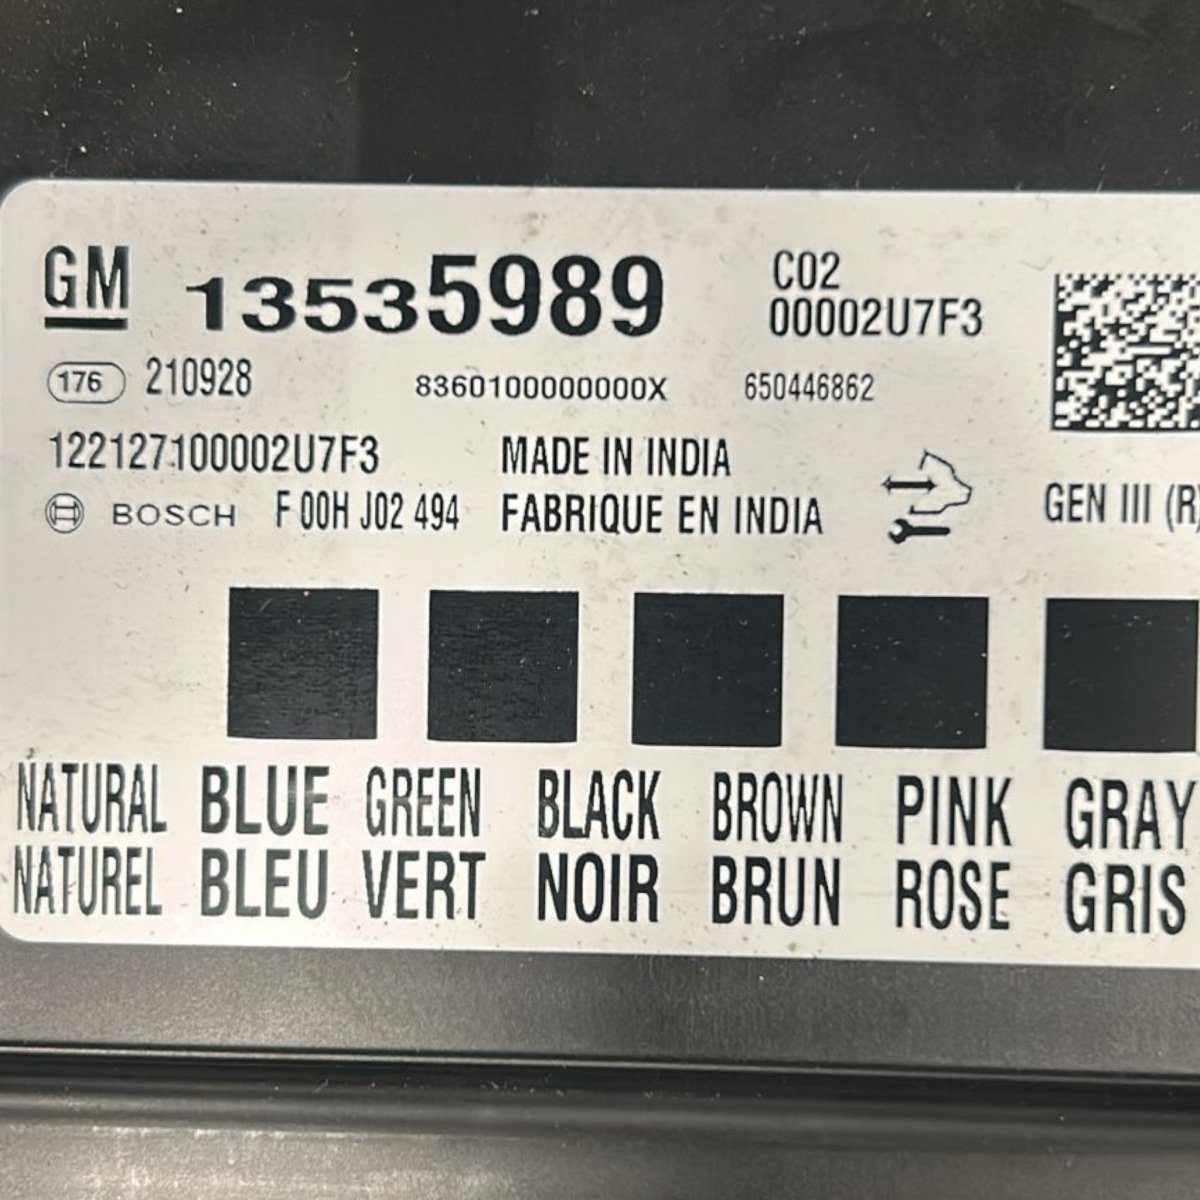 GM 13535989 C02
00002U7F3
176 210928 8360100000000X 650446862
122127100002U7F3 MADE IN INDIA
BOSCH F 00H J02 494 FABRIQUE EN INDIA GEN III (R)
NATURAL BLUE GREEN BLACK BROWN PINK GRAY
NATUREL BLEU VERT NOIR BRUN ROSE GRIS